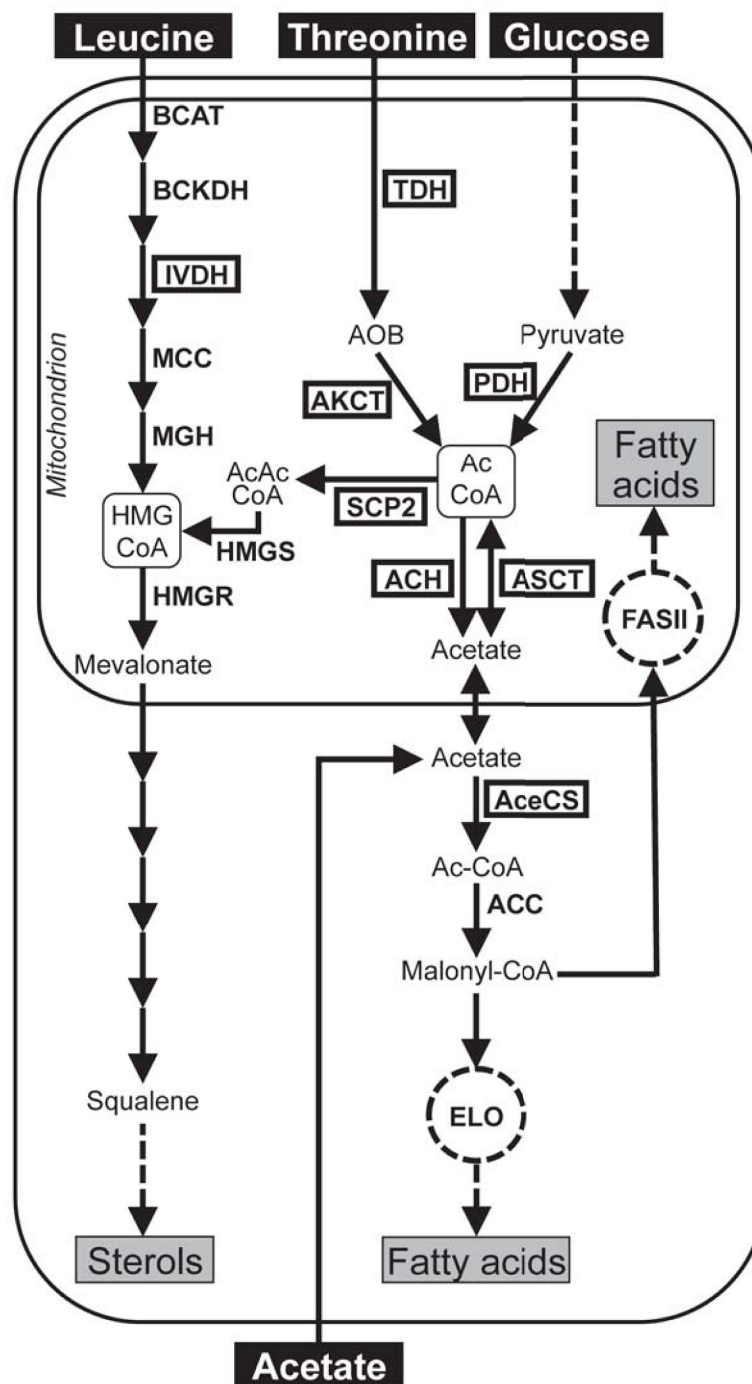 Leucine
Threonine
Glucose
BCAT
BCKDH
TDH
IVDH
AOB
Pyruvate
MCC
AKCT
PDH
Mitochondrion
MGH
Fatty
acids
AcAc
CoA
Ac
CoA
SCP2
HMG
CoA
HMGS
ACH
ASCT
HMGR
FASII
Mevalonate
Acetate
Acetate
AceCS
Ac-CoA
ACC
Malonyl-CoA
Squalene
ELO
Sterols
Fatty acids
Acetate